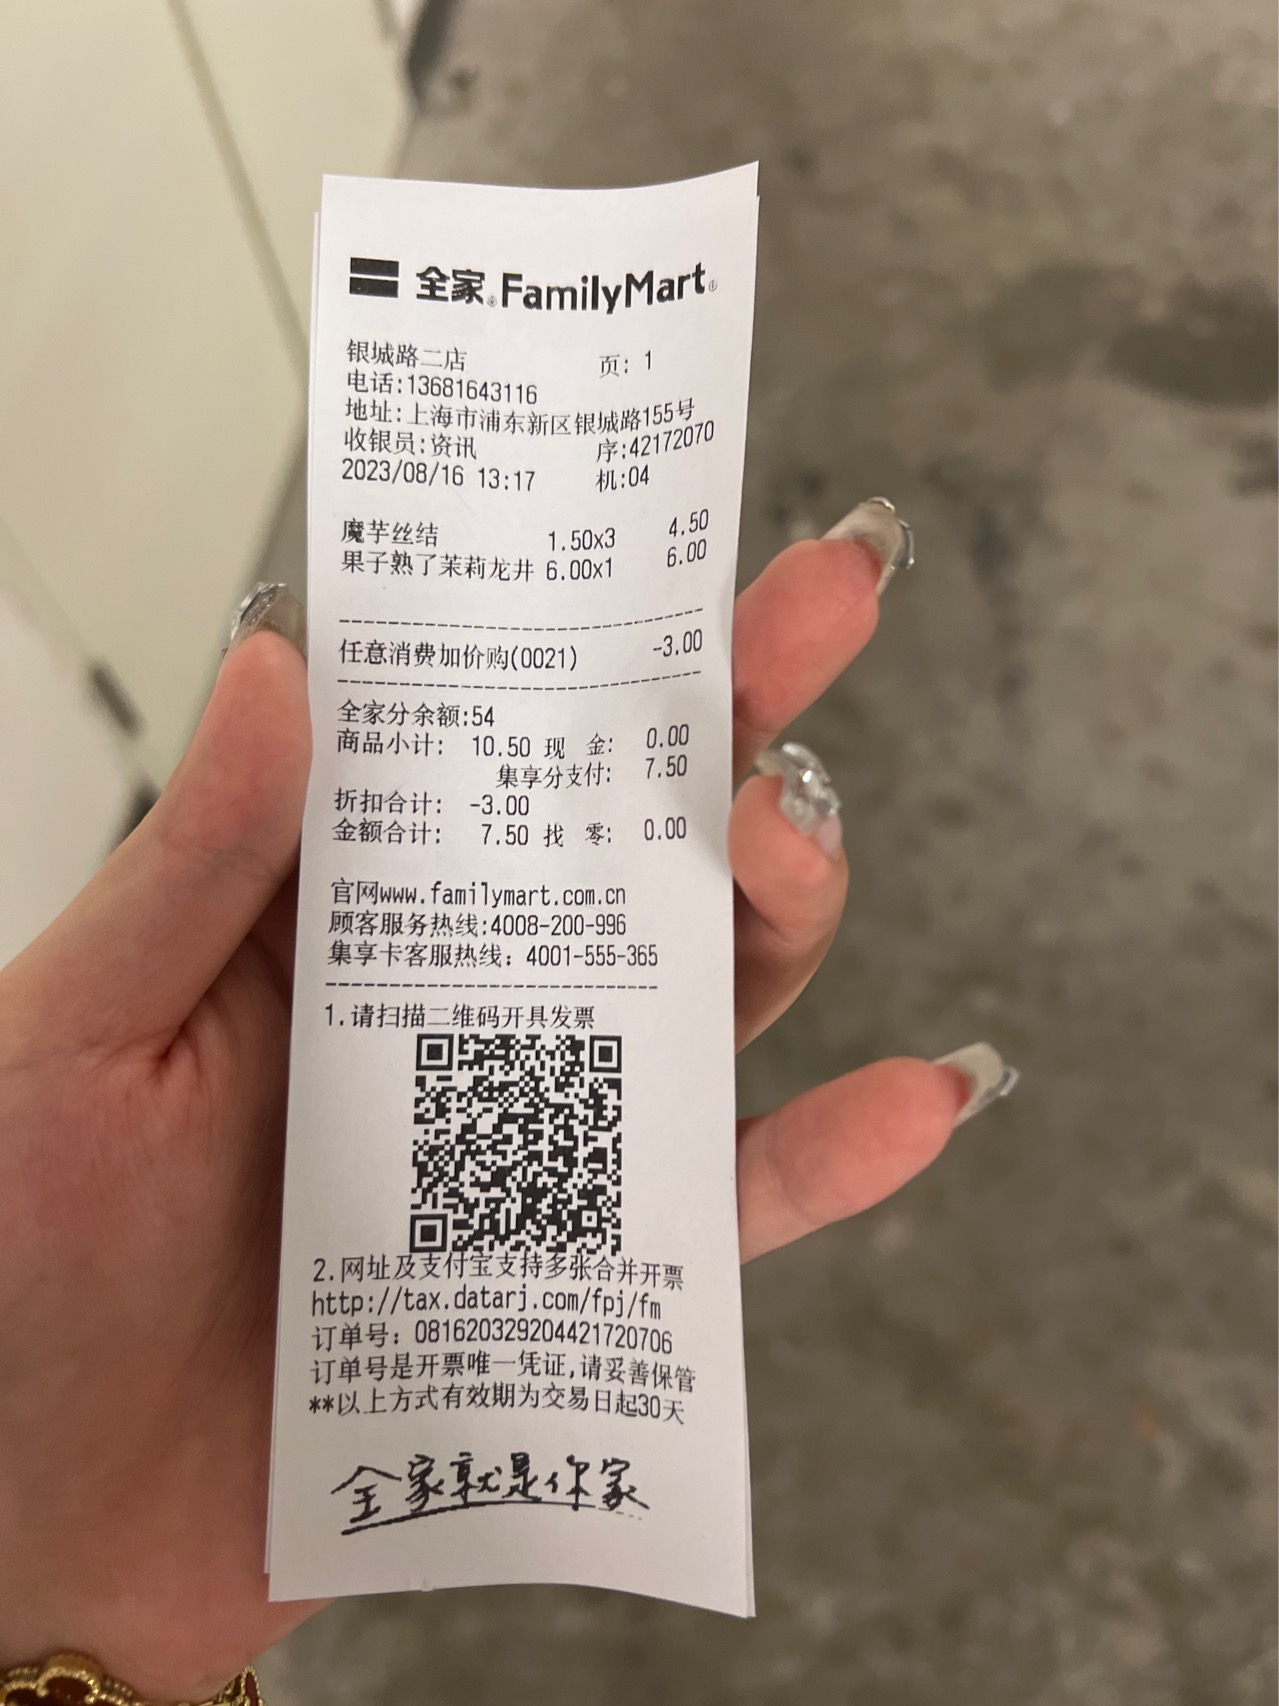 全家 FamilyMart
银城路二店 页: 1
电话:13681643116
地址:上海市浦东新区银城路155号
收银员:资讯 序:42172070
2023/08/16 13:17 机:04
魔芋丝结 1.50x3 4.50
果子熟了茉莉龙井 6.00x1 6.00
任意消费加价购(0021) -3.00
全家分余额:54
商品小计: 10.50 现 金: 0.00
集享分支付: 7.50
折扣合计: -3.00
金额合计: 7.50 找 零: 0.00
官网www.familymart.com.cn
顾客服务热线:4008-200-996
集享卡客服热线: 4001-555-365
1.请扫描二维码开具发票
2.网址及支付宝支持多张合并开票
http://tax.datarj.com/fpj/fm
订单号: 081620329204421720706
订单号是开票唯一凭证,请妥善保管
**以上方式有效期为交易日起30天
全家就是你家